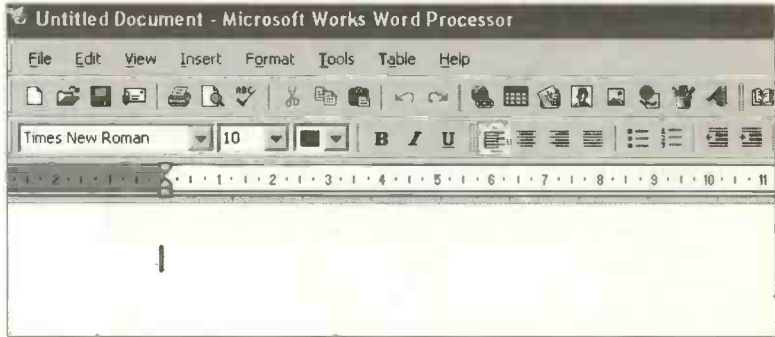 Untitled Document - Microsoft Works Word Processor
File Edit View Insert Format Tools Table Help
ABC
Times New Roman 10 B I U
2 1 1 2 3 4 5 6 7 8 9 10 11